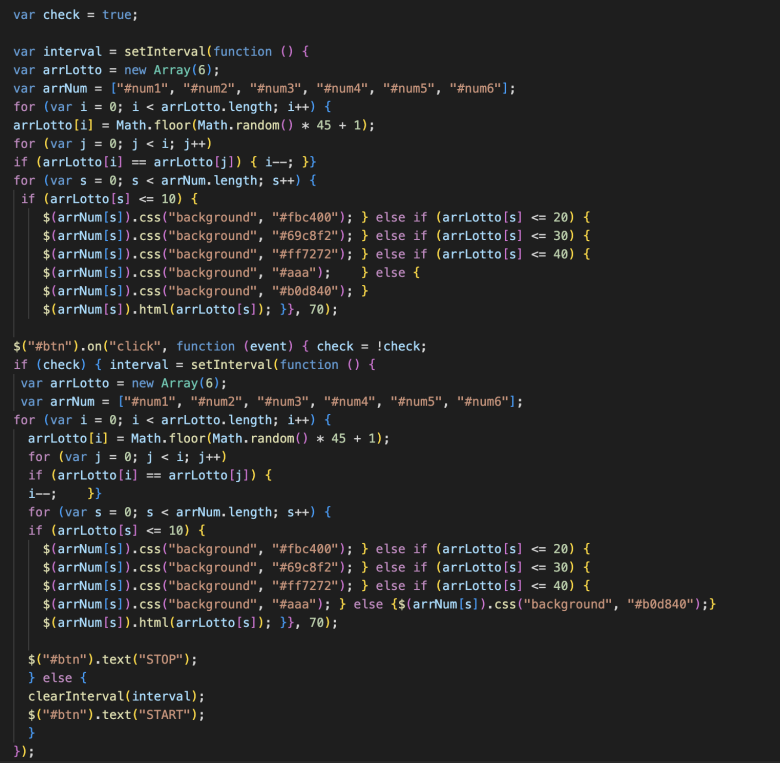 var check = true;
var interval = setInterval(function () {
var arrLotto = new Array(6);
var arrNum = ["#num1", "#num2", "#num3", "#num4", "#num5", "#num6"];
for (var i = 0; i < arrLotto.length; i++) {
arrLotto[i] = Math.floor(Math.random() * 45 + 1);
for (var j = 0; j < i; j++)
if (arrLotto[i] == arrLotto[j]) { i--; }}
for (var s = 0; s < arrNum.length; s++) {
if (arrLotto[s] <= 10) {
$(arrNum[s]).css("background", "#fbc400"); } else if (arrLotto[s] <= 20) {
$(arrNum[s]).css("background", "#69c8f2"); } else if (arrLotto[s] <= 30) {
$(arrNum[s]).css("background", "#ff7272"); } else if (arrLotto[s] <= 40) {
$(arrNum[s]).css("background", "#aaa");    } else {
$(arrNum[s]).css("background", "#b0d840"); }
$(arrNum[s]).html(arrLotto[s]); }}, 70);
$("#btn").on("click", function (event) { check = !check;
if (check) { interval = setInterval(function () {
var arrLotto = new Array(6);
var arrNum = ["#num1", "#num2", "#num3", "#num4", "#num5", "#num6"];
for (var i = 0; i < arrLotto.length; i++) {
arrLotto[i] = Math.floor(Math.random() * 45 + 1);
for (var j = 0; j < i; j++)
if (arrLotto[i] == arrLotto[j]) {
i--;    }}
for (var s = 0; s < arrNum.length; s++) {
if (arrLotto[s] <= 10) {
$(arrNum[s]).css("background", "#fbc400"); } else if (arrLotto[s] <= 20) {
$(arrNum[s]).css("background", "#69c8f2"); } else if (arrLotto[s] <= 30) {
$(arrNum[s]).css("background", "#ff7272"); } else if (arrLotto[s] <= 40) {
$(arrNum[s]).css("background", "#aaa"); } else {$(arrNum[s]).css("background", "#b0d840");}
$(arrNum[s]).html(arrLotto[s]); }}, 70);
$("#btn").text("STOP");
} else {
clearInterval(interval);
$("#btn").text("START");
}
});